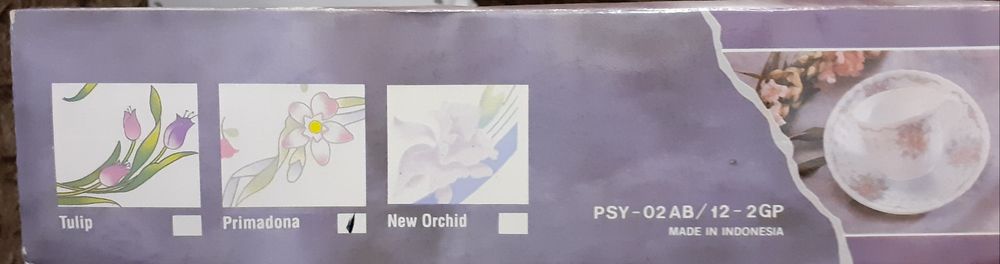 Tulip
Primadona
New Orchid
PSY-02AB/12-2GP
MADE IN INDONESIA